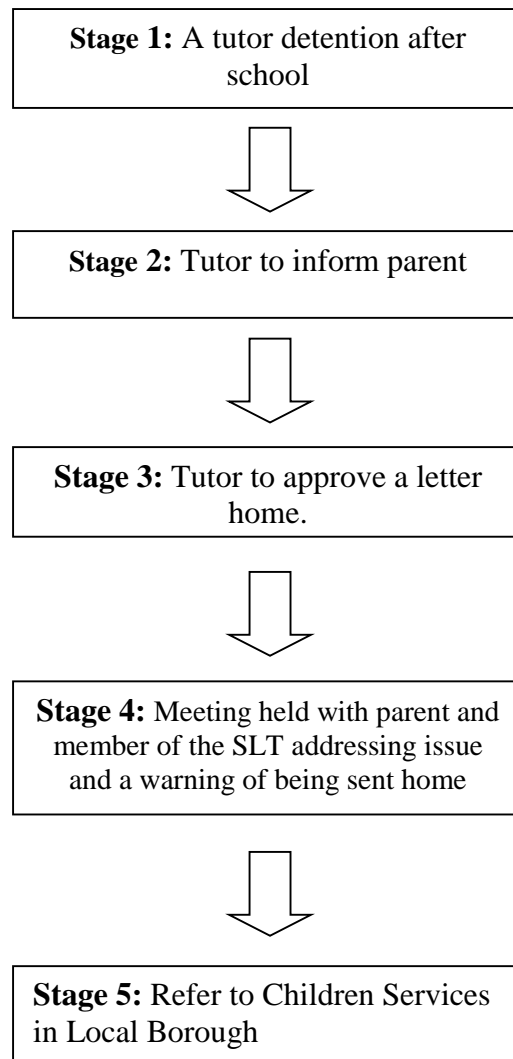 Stage 1: A tutor detention after
school
Stage 2: Tutor to inform parent
Stage 3: Tutor to approve a letter
home.
Stage 4: Meeting held with parent and
member of the SLT addressing issue
and a warning of being sent home
Stage 5: Refer to Children Services
in Local Borough